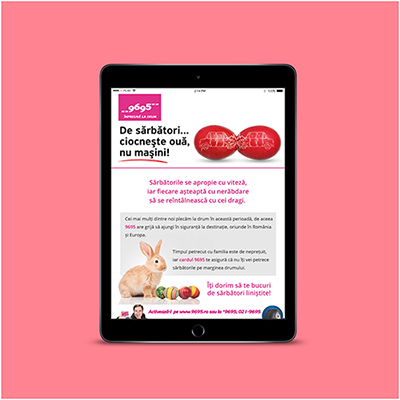 9695
ÎMPREUNĂ LA DRUM
De sărbători...
ciocnește ouă,
nu mașini!
Sărbătorile se apropie cu viteză,
iar fiecare așteaptă cu nerăbdare
să se reîntâlnească cu cei dragi.
Cei mai mulți dintre noi plecăm la drum în această perioadă, de aceea
9695 are grijă să ajungi în siguranță la destinație, oriunde în România
și Europa.
Timpul petrecut cu familia este de neprețuit,
iar cardul 9695 te asigură că nu îți vei petrece
sărbătorile pe marginea drumului.
Îți dorim să te bucuri
de sărbători liniștite!
Activează-l pe www.9695.ro sau la *9695, 021-9695